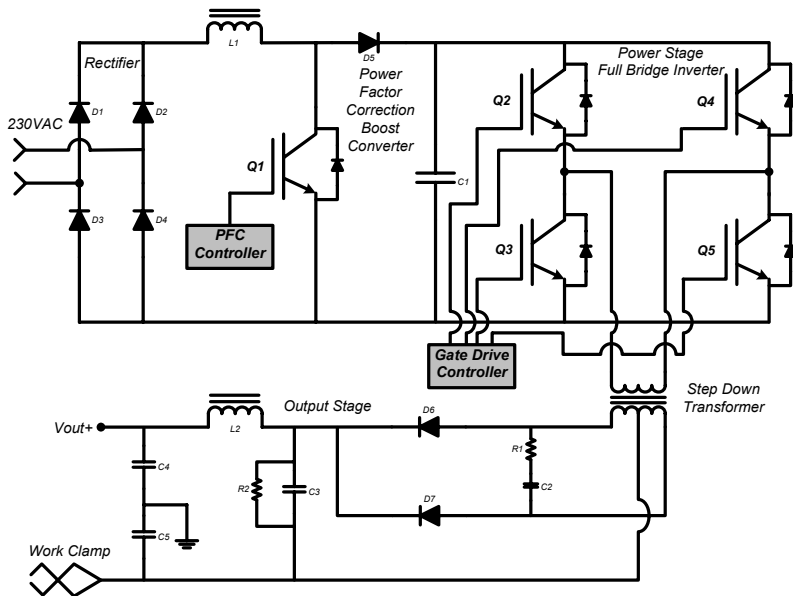 L1
Rectifier
D5
Power Stage
Full Bridge Inverter
Power
Factor
Correction
Boost
Converter
D1
D2
Q2
Q4
230VAC
Q1
C1
D3
D4
PFC
Controller
Q3
Q5
Gate Drive
Controller
Step Down
Transformer
Output Stage
D6
Vout+
L2
R1
C4
R2
C3
C2
D7
C5
Work Clamp